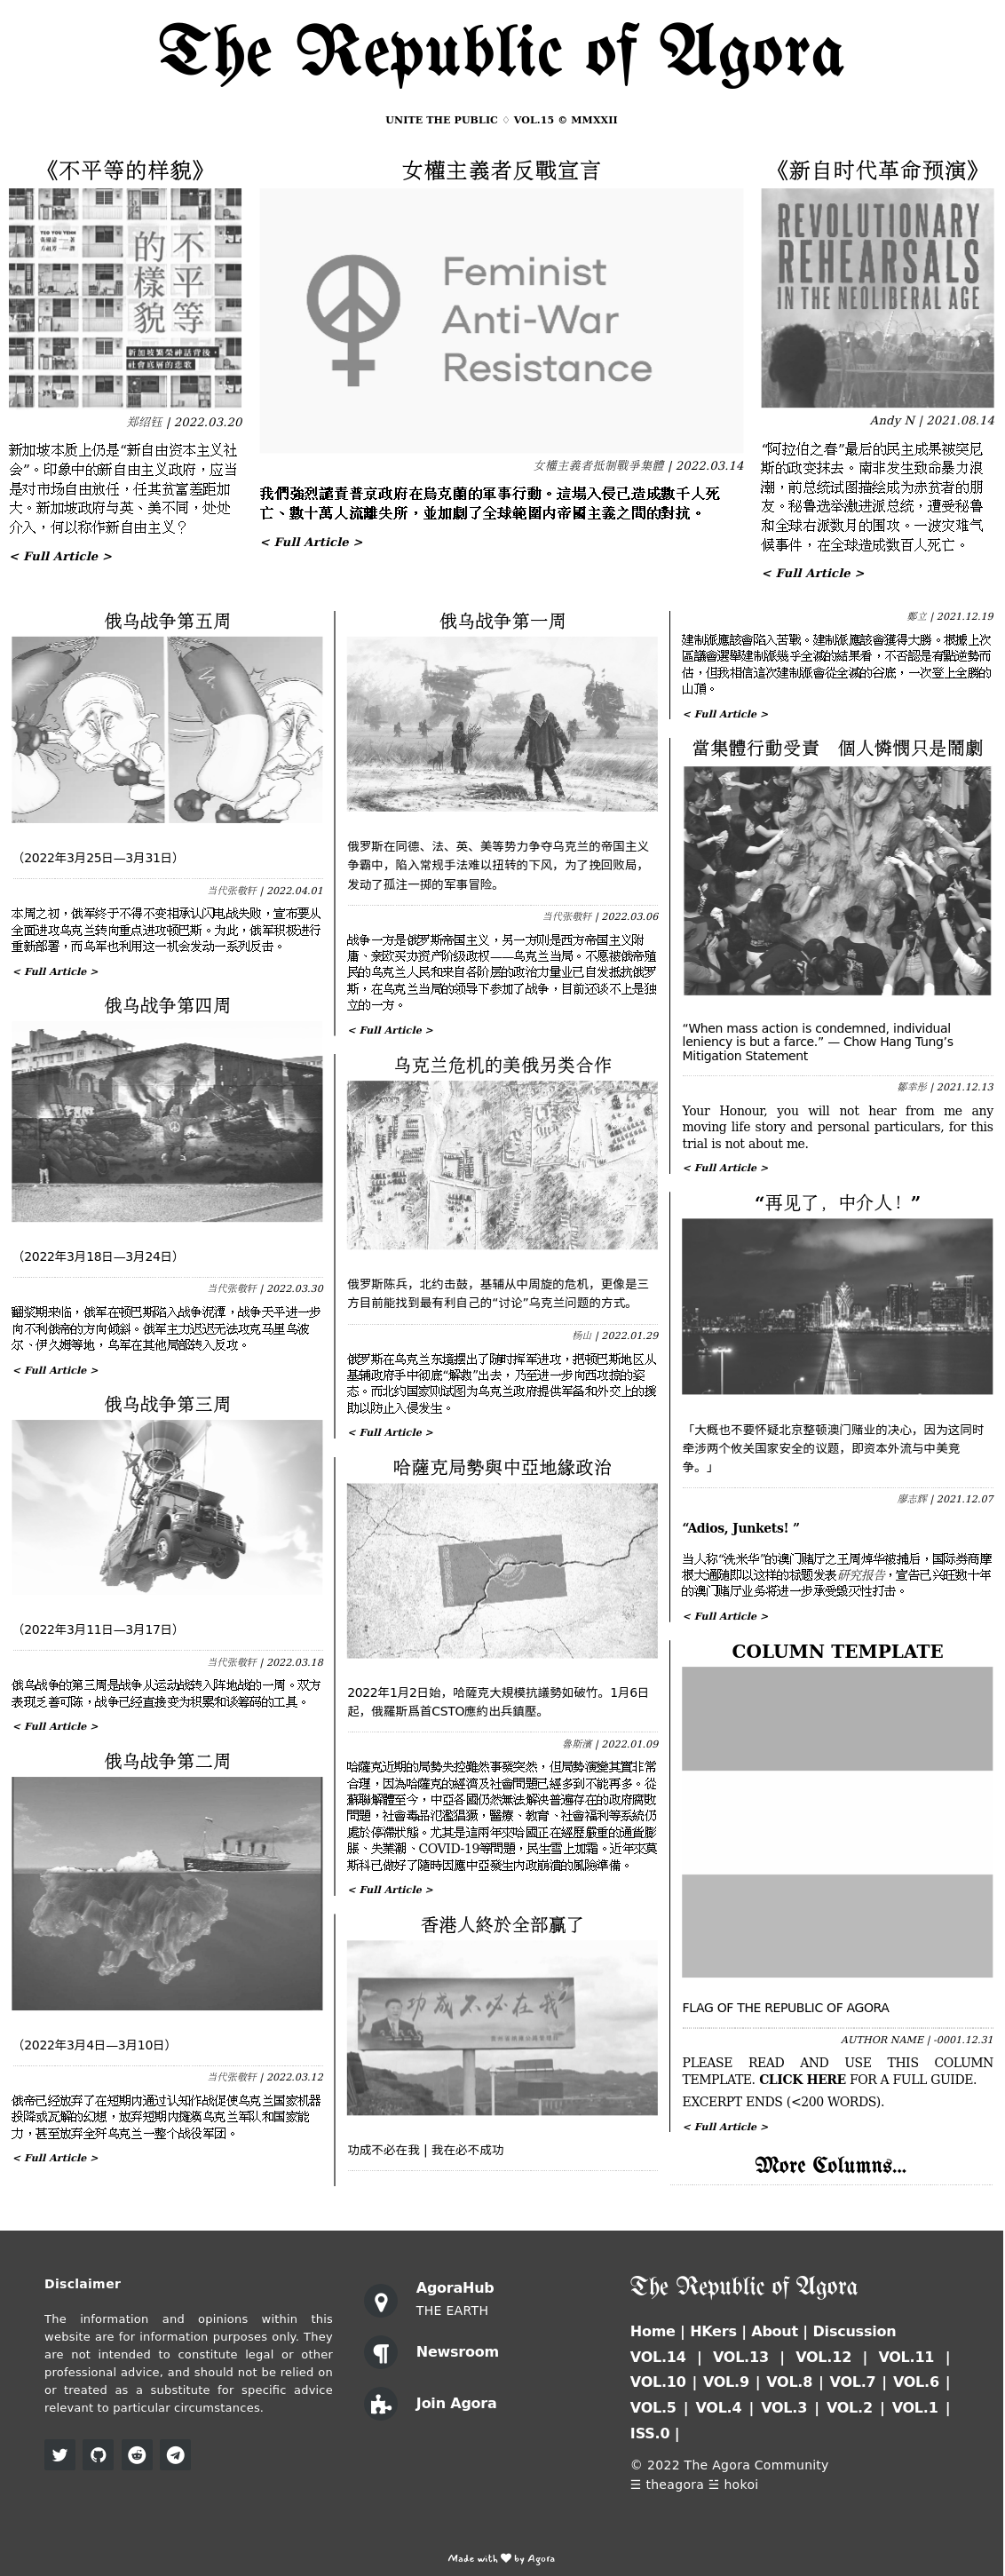 The Republic of Agora
UNITE THE PUBLIC ♢ VOL.15 © MMXXII
《不平等的样貌》
TEO YOU YENN
的 不
樣 平
貌 等
新加坡繁榮神話背後，
社會底層的悲歌
郑绍钰 | 2022.03.20
新加坡本质上仍是“新自由资本主义社
会”。印象中的新自由主义政府，应当
是对市场自由放任，任其贫富差距加
大。新加坡政府与英、美不同，处处
介入，何以称作新自由主义？
< Full Article >
女權主義者反戰宣言
Feminist
Anti-War
Resistance
女權主義者抵制戰爭集體 | 2022.03.14
我們強烈譴責普京政府在烏克蘭的軍事行動。這場入侵已造成數千人死
亡、數十萬人流離失所，並加劇了全球範圍内帝國主義之間的對抗。
< Full Article >
《新自时代革命预演》
REVOLUTIONARY
REHEARSALS
IN THE NEOLIBERAL AGE
Andy N | 2021.08.14
“阿拉伯之春”最后的民主成果被突尼
斯的政变抹去。南非发生致命暴力浪
潮，前总统试图描绘成为赤贫者的朋
友。秘鲁选举激进派总统，遭受秘鲁
和全球右派数月的围攻。一波灾难气
候事件，在全球造成数百人死亡。
< Full Article >
俄乌战争第五周
（2022年3月25日—3月31日）
当代张敬轩 | 2022.04.01
本周之初，俄军终于不得不变相承认闪电战失败，宣布要从
全面进攻乌克兰转向重点进攻顿巴斯。为此，俄军积极进行
重新部署，而乌军也利用这一机会发动一系列反击。
< Full Article >
俄乌战争第四周
（2022年3月18日—3月24日）
当代张敬轩 | 2022.03.30
翻浆期来临，俄军在顿巴斯陷入战争泥潭，战争天平进一步
向不利俄帝的方向倾斜。俄军主力迟迟无法攻克马里乌波
尔、伊久姆等地，乌军在其他局部转入反攻。
< Full Article >
俄乌战争第三周
（2022年3月11日—3月17日）
当代张敬轩 | 2022.03.18
俄乌战争的第三周是战争从运动战转入阵地战的一周。双方
表现乏善可陈，战争已经直接变为积累和谈筹码的工具。
< Full Article >
俄乌战争第二周
（2022年3月4日—3月10日）
当代张敬轩 | 2022.03.12
俄帝已经放弃了在短期内通过认知作战促使乌克兰国家机器
投降或瓦解的幻想，放弃短期内摧毁乌克兰军队和国家能
力，甚至放弃全歼乌克兰一整个战役军团。
< Full Article >
俄乌战争第一周
俄罗斯在同德、法、英、美等势力争夺乌克兰的帝国主义
争霸中，陷入常规手法难以扭转的下风，为了挽回败局，
发动了孤注一掷的军事冒险。
当代张敬轩 | 2022.03.06
战争一方是俄罗斯帝国主义，另一方则是西方帝国主义附
庸、亲欧买办资产阶级政权——乌克兰当局。不愿被俄帝殖
民的乌克兰人民和来自各阶层的政治力量业已自发抵抗俄罗
斯，在乌克兰当局的领导下参加了战争，目前还谈不上是独
立的一方。
< Full Article >
乌克兰危机的美俄另类合作
俄罗斯陈兵，北约击鼓，基辅从中周旋的危机，更像是三
方目前能找到最有利自己的“讨论”乌克兰问题的方式。
杨山 | 2022.01.29
俄罗斯在乌克兰东境摆出了随时挥军进攻，把顿巴斯地区从
基辅政府手中彻底“解救”出去，乃至进一步向西攻掠的姿
态。而北约国家则试图为乌克兰政府提供军备和外交上的援
助以防止入侵发生。
< Full Article >
哈薩克局勢與中亞地緣政治
2022年1月2日始，哈薩克大規模抗議勢如破竹。1月6日
起，俄羅斯爲首CSTO應約出兵鎮壓。
魯斯濱 | 2022.01.09
哈薩克近期的局勢失控雖然事發突然，但局勢演變其實非常
合理，因為哈薩克的經濟及社會問題已經多到不能再多。從
蘇聯解體至今，中亞各國仍然無法解決普遍存在的政府腐敗
問題，社會毒品氾濫猖獗，醫療、教育、社會福利等系統仍
處於停滯狀態。尤其是這兩年來哈國正在經歷嚴重的通貨膨
脹、失業潮、COVID-19等問題，民生雪上加霜。近年來莫
斯科已做好了隨時因應中亞發生内政崩潰的風險準備。
< Full Article >
香港人終於全部贏了
功成不必在我
功成不必在我 | 我在必不成功
鄭立 | 2021.12.19
建制派應該會陷入苦戰。建制派應該會獲得大勝。根據上次
區議會選舉建制派幾乎全滅的結果看，不否認是有點逆勢而
估，但我相信這次建制派會從全滅的谷底，一次登上全勝的
山頂。
< Full Article >
當集體行動受責　個人憐憫只是鬧劇
“When mass action is condemned, individual
leniency is but a farce.” — Chow Hang Tung’s
Mitigation Statement
鄒幸彤 | 2021.12.13
Your Honour, you will not hear from me any
moving life story and personal particulars, for this
trial is not about me.
< Full Article >
“再见了，中介人！”
「大概也不要怀疑北京整顿澳门赌业的决心，因为这同时
牵涉两个攸关国家安全的议题，即资本外流与中美竞
争。」
廖志辉 | 2021.12.07
“Adios, Junkets! ”
当人称“洗米华”的澳门赌厅之王周焯华被捕后，国际券商摩
根大通随即以这样的标题发表研究报告，宣告已兴旺数十年
的澳门赌厅业务将进一步承受毁灭性打击。
< Full Article >
COLUMN TEMPLATE
FLAG OF THE REPUBLIC OF AGORA
AUTHOR NAME | -0001.12.31
PLEASE READ AND USE THIS COLUMN
TEMPLATE. CLICK HERE FOR A FULL GUIDE.
EXCERPT ENDS (<200 WORDS).
< Full Article >
More Columns...
Disclaimer
The information and opinions within this
website are for information purposes only. They
are not intended to constitute legal or other
professional advice, and should not be relied on
or treated as a substitute for specific advice
relevant to particular circumstances.
AgoraHub
THE EARTH
Newsroom
Join Agora
The Republic of Agora
Home | HKers | About | Discussion
VOL.14 | VOL.13 | VOL.12 | VOL.11 |
VOL.10 | VOL.9 | VOL.8 | VOL.7 | VOL.6 |
VOL.5 | VOL.4 | VOL.3 | VOL.2 | VOL.1 |
ISS.0 |
© 2022 The Agora Community
☰ theagora ☱ hokoi
Made with ♥ by Agora